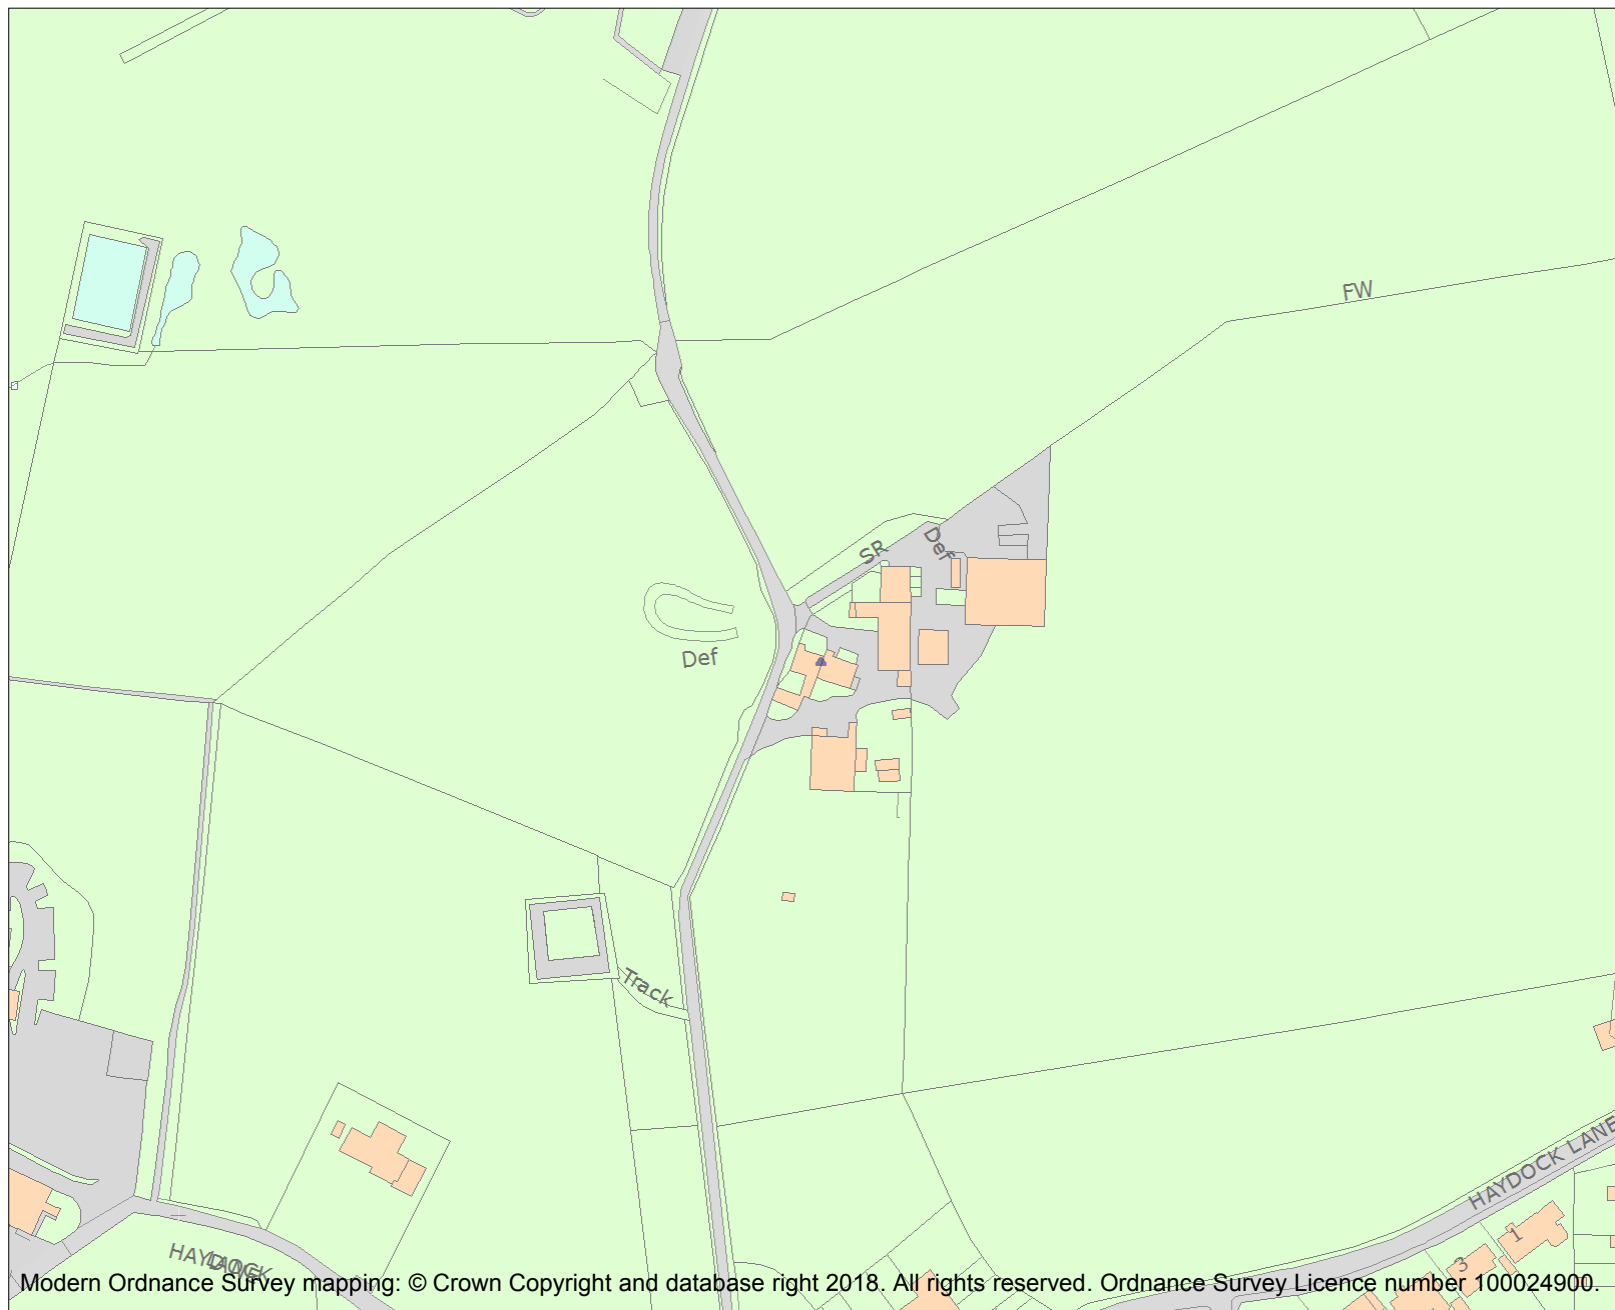 FW
SR
Def
Def
Track
HAYDOCK LANE
1
3
HAYDOCK
LANE
Modern Ordnance Survey mapping: © Crown Copyright and database right 2018. All rights reserved. Ordnance Survey Licence number 100024900.